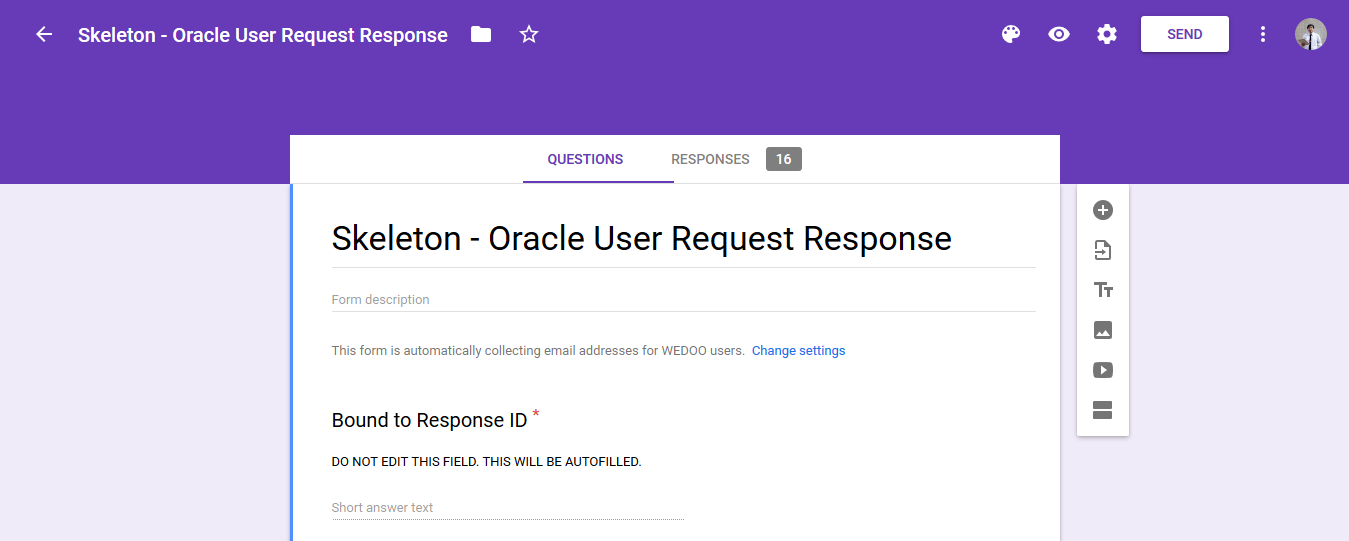 Skeleton - Oracle User Request Response
SEND
QUESTIONS
RESPONSES 16
Skeleton - Oracle User Request Response
Form description
This form is automatically collecting email addresses for WEDOO users. Change settings
Bound to Response ID *
DO NOT EDIT THIS FIELD. THIS WILL BE AUTOFILLED.
Short answer text